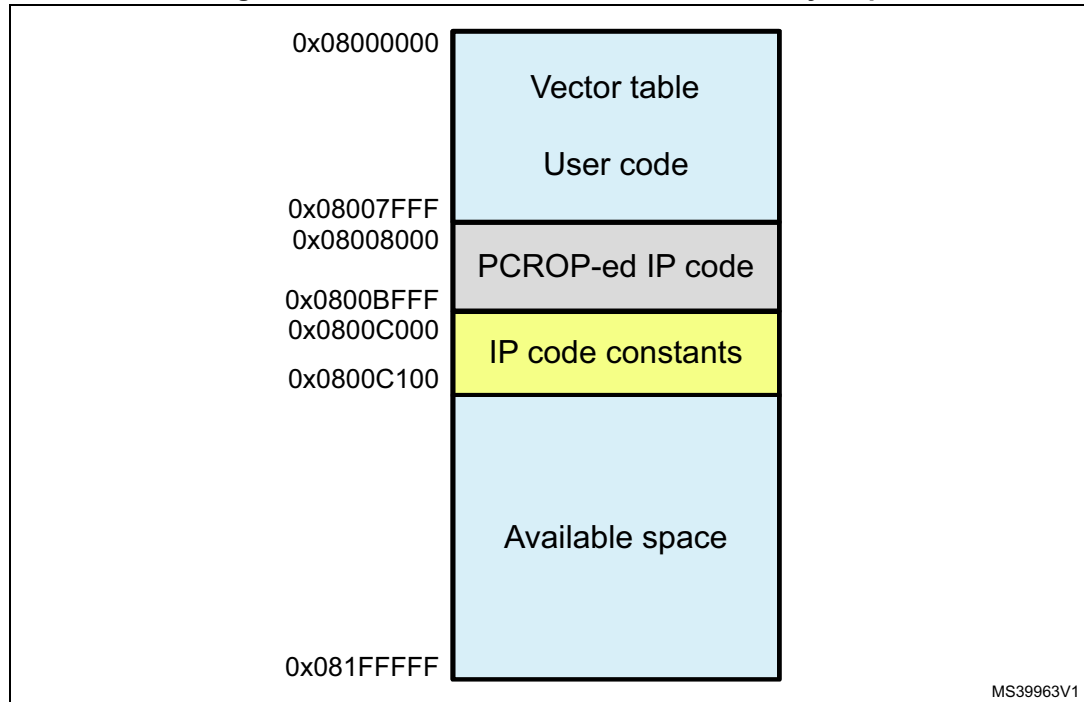 0x08000000
Vector table
User code
0x08007FFF
0x08008000
PCROP-ed IP code
0x0800BFFF
0x0800C000
IP code constants
0x0800C100
Available space
0x081FFFFF
MS39963V1